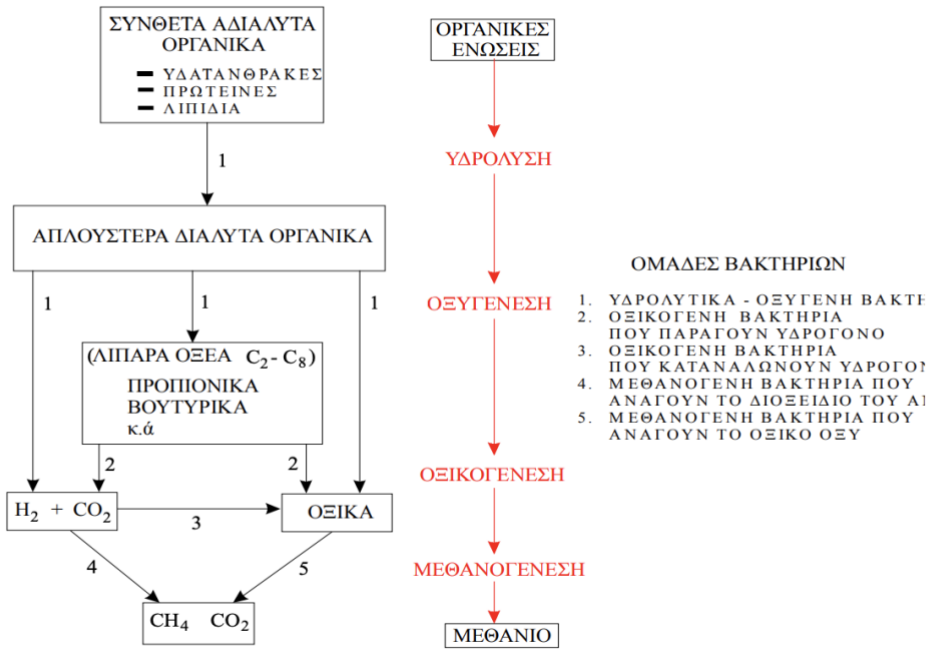 ΣΥΝΘΕΤΑ ΑΔΙΑΛΥΤΑ
ΟΡΓΑΝΙΚΑ
ΥΔΑΤΑΝΘΡΑΚΕΣ
ΠΡΩΤΕΙΝΕΣ
ΛΙΠΙΔΙΑ
1
ΑΠΛΟΥΣΤΕΡΑ ΔΙΑΛΥΤΑ ΟΡΓΑΝΙΚΑ
1
1
1
(ΛΙΠΑΡΑ ΟΞΕΑ C₂- C₈)
ΠΡΟΠΙΟΝΙΚΑ
ΒΟΥΤΥΡΙΚΑ
κ.ά
2
2
H₂ + CO₂
3
ΟΞΙΚΑ
4
5
CH₄ CO₂
ΟΡΓΑΝΙΚΕΣ
ΕΝΩΣΕΙΣ
ΥΔΡΟΛΥΣΗ
ΟΞΥΓΕΝΕΣΗ
ΟΞΙΚΟΓΕΝΕΣΗ
ΜΕΘΑΝΟΓΕΝΕΣΗ
ΜΕΘΑΝΙΟ
ΟΜΑΔΕΣ ΒΑΚΤΗΡΙΩΝ
1. ΥΔΡΟΛΥΤΙΚΑ - ΟΞΥΓΕΝΗ ΒΑΚΤΗ
2. ΟΞΙΚΟΓΕΝΗ ΒΑΚΤΗΡΙΑ
ΠΟΥ ΠΑΡΑΓΟΥΝ ΥΔΡΟΓΟΝΟ
3. ΟΞΙΚΟΓΕΝΗ ΒΑΚΤΗΡΙΑ
ΠΟΥ ΚΑΤΑΝΑΛΩΝΟΥΝ ΥΔΡΟΓΟΝ
4. ΜΕΘΑΝΟΓΕΝΗ ΒΑΚΤΗΡΙΑ ΠΟΥ
ΑΝΑΓΟΥΝ ΤΟ ΔΙΟΞΕΙΔΙΟ ΤΟΥ
5. ΜΕΘΑΝΟΓΕΝΗ ΒΑΚΤΗΡΙΑ ΠΟΥ
ΑΝΑΓΟΥΝ ΤΟ ΟΞΙΚΟ ΟΞΥ